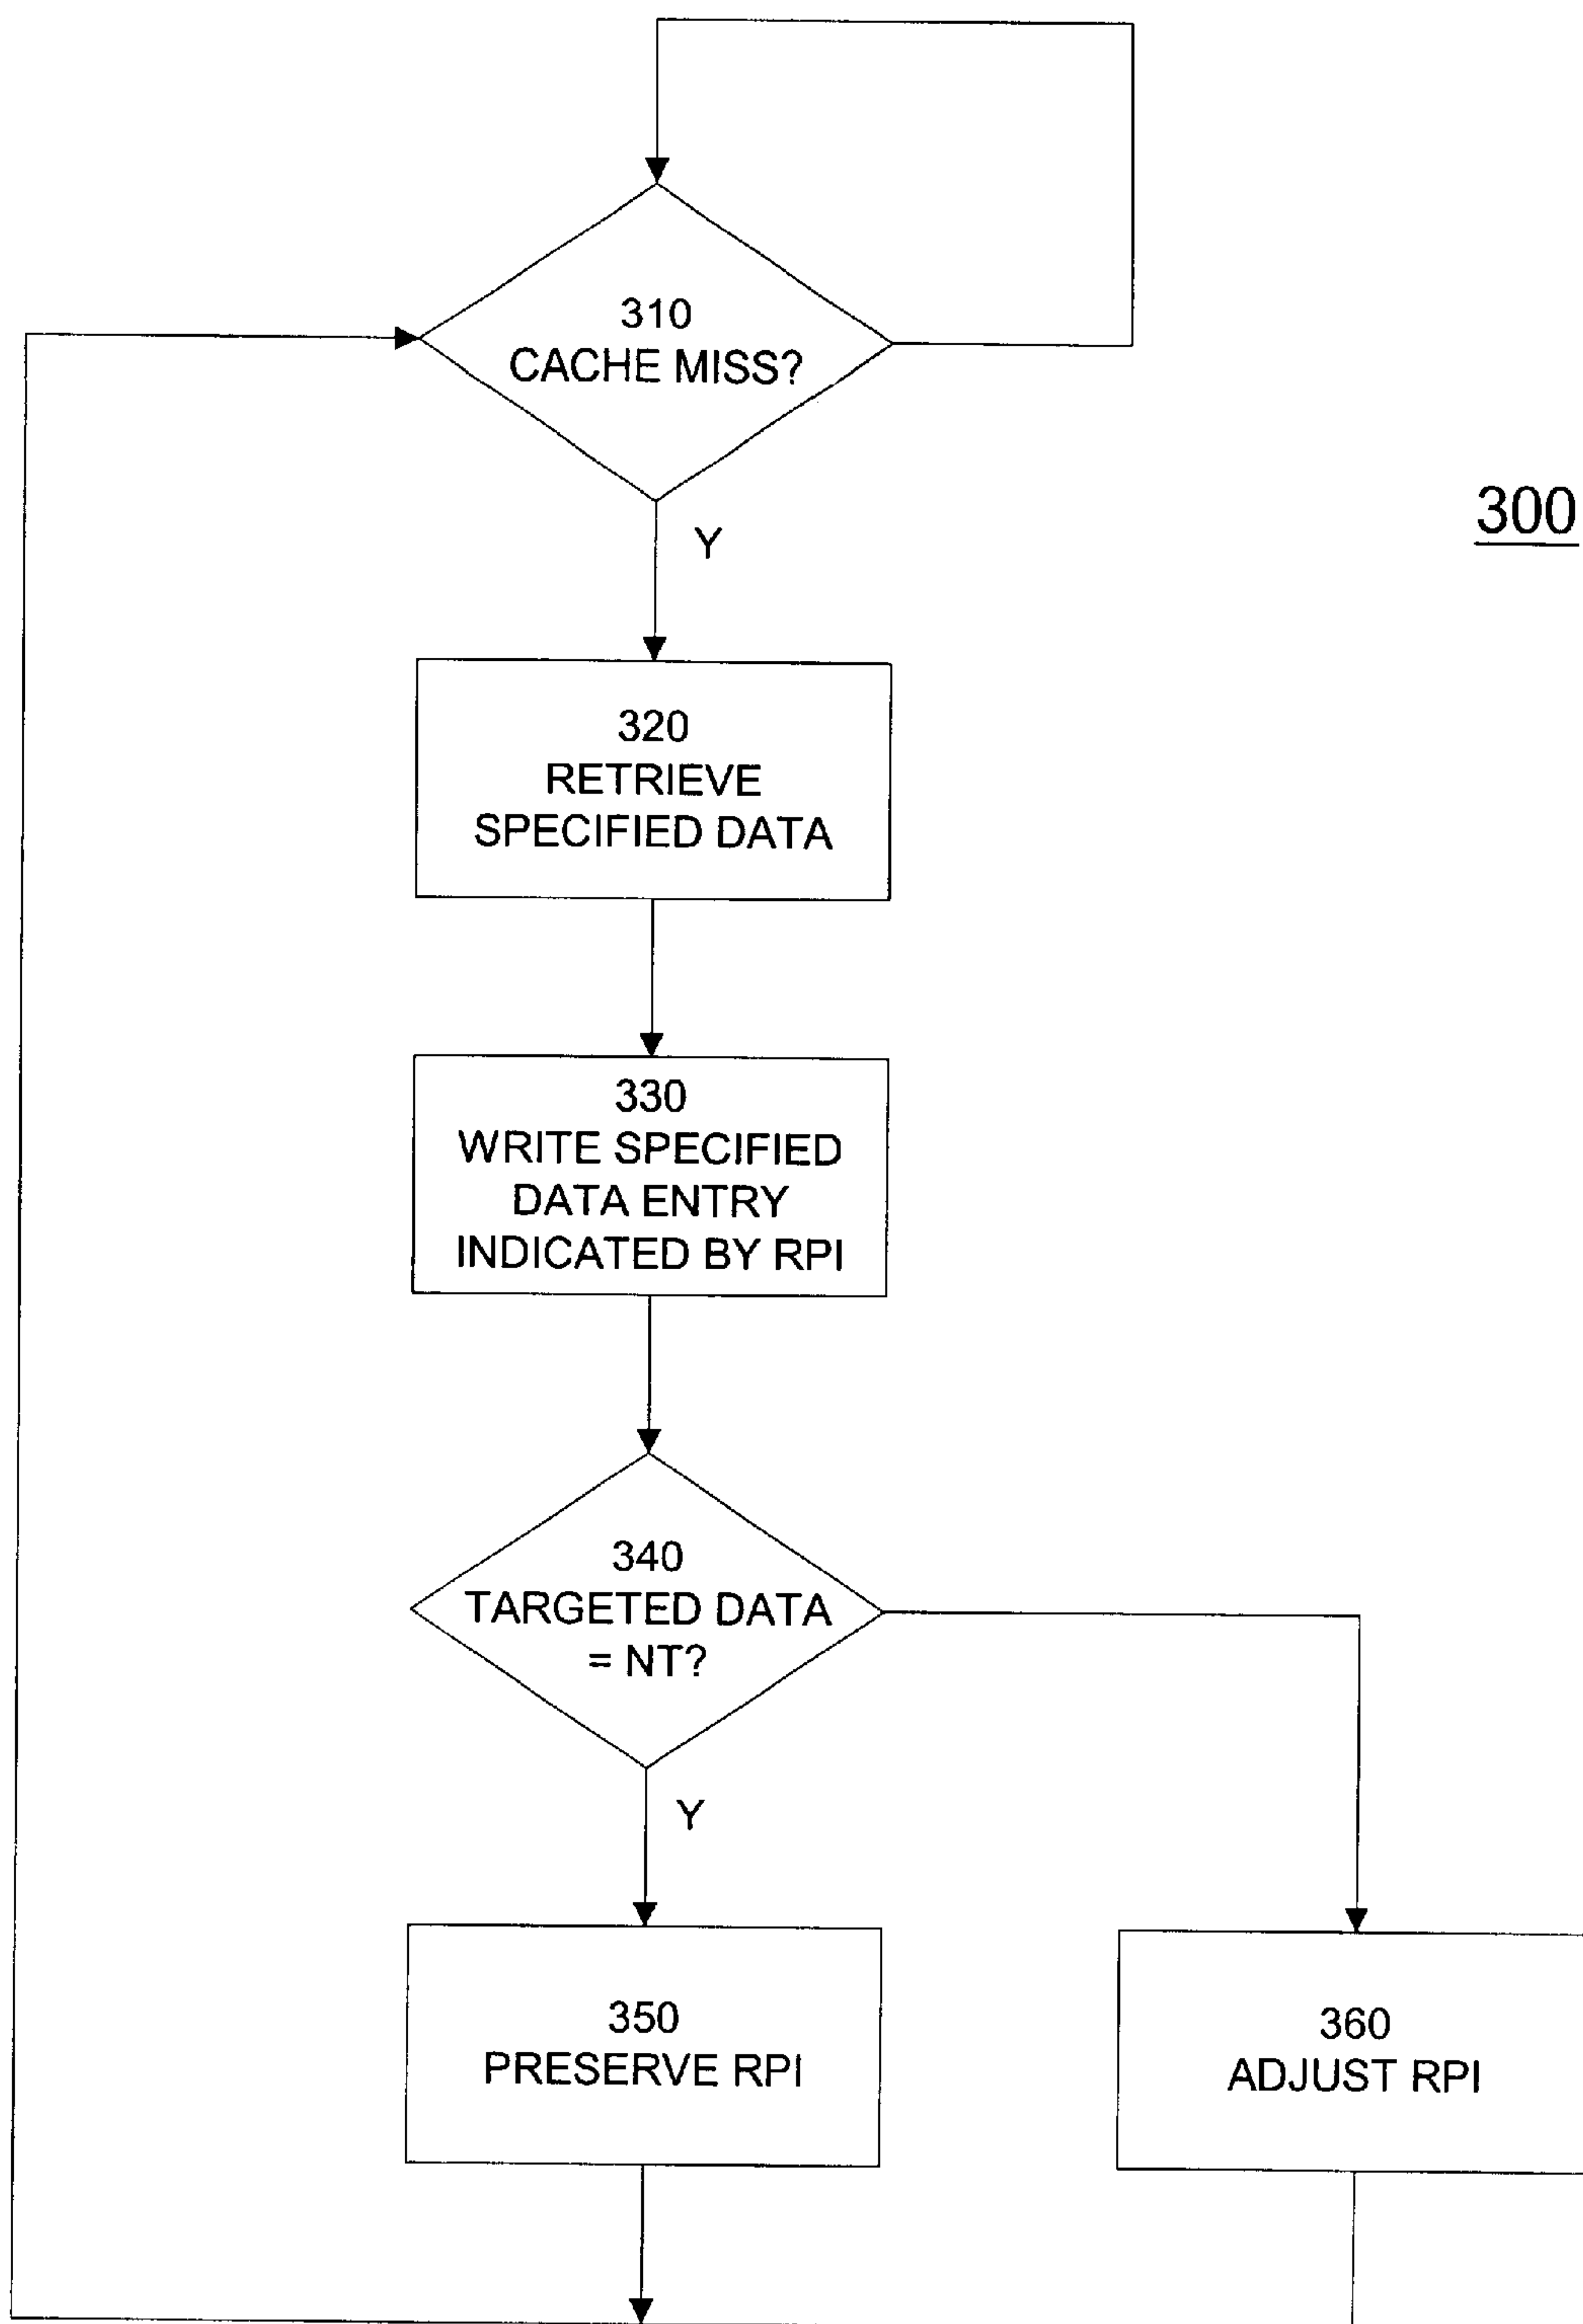 310
CACHE MISS?
300
Y
320
RETRIEVE
SPECIFIED DATA
330
WRITE SPECIFIED
DATA ENTRY
INDICATED BY RPI
340
TARGETED DATA
= NT?
Y
350
PRESERVE RPI
360
ADJUST RPI